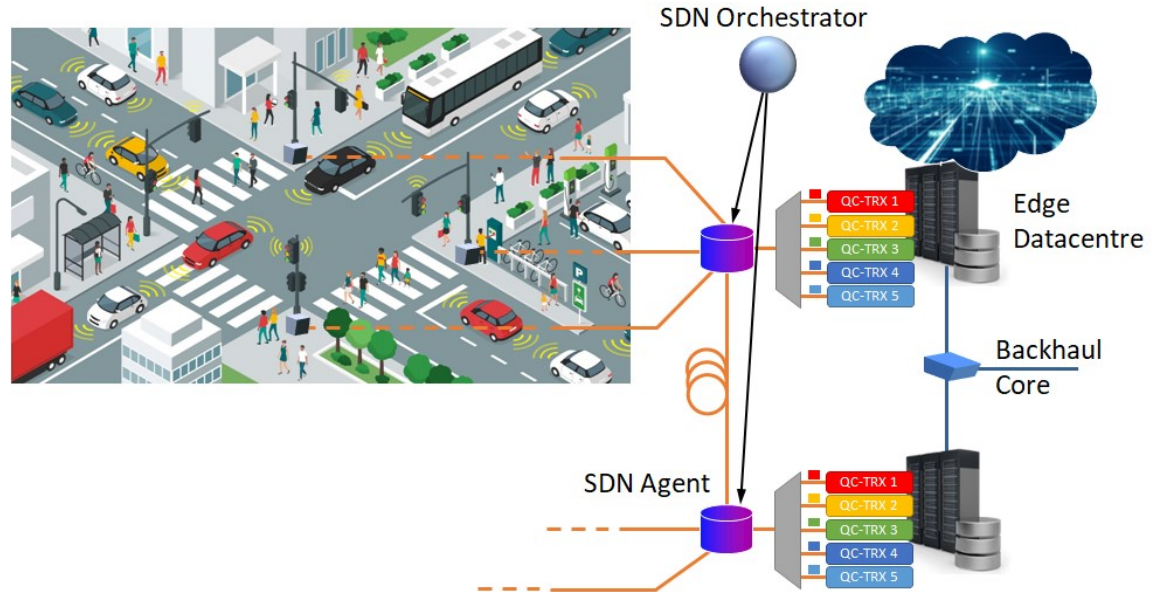 SDN Orchestrator
QC-TRX 1
QC-TRX 2
QC-TRX 3
QC-TRX 4
QC-TRX 5
Edge
Datacentre
P
Backhaul
Core
SDN Agent
QC-TRX 1
QC-TRX 2
QC-TRX 3
QC-TRX 4
QC-TRX 5